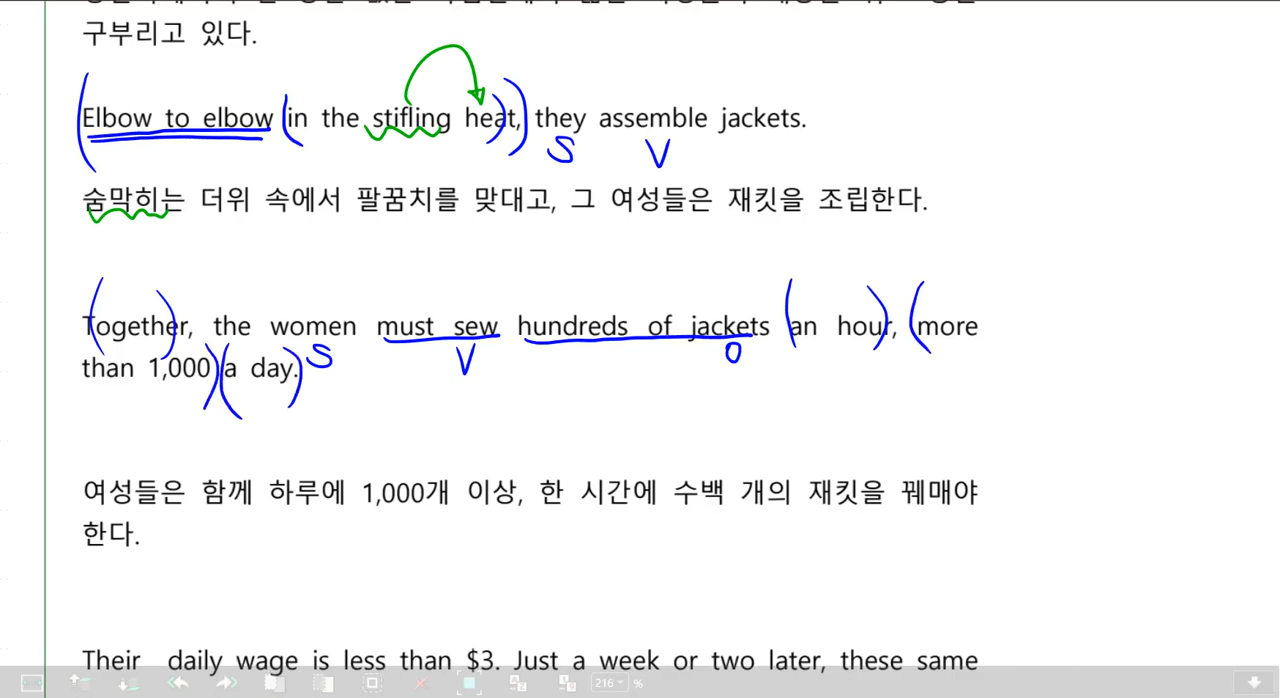 구부리고 있다.
Elbow to elbow in the stifling heat, they assemble jackets.
S V
숨막히는 더위 속에서 팔꿈치를 맞대고, 그 여성들은 재킷을 조립한다.
Together, the women must sew hundreds of jackets an hour, more
than 1,000 a day.
S V O
여성들은 함께 하루에 1,000개 이상, 한 시간에 수백 개의 재킷을 꿰매야
한다.
Their daily wage is less than $3. Just a week or two later, these same
216 %